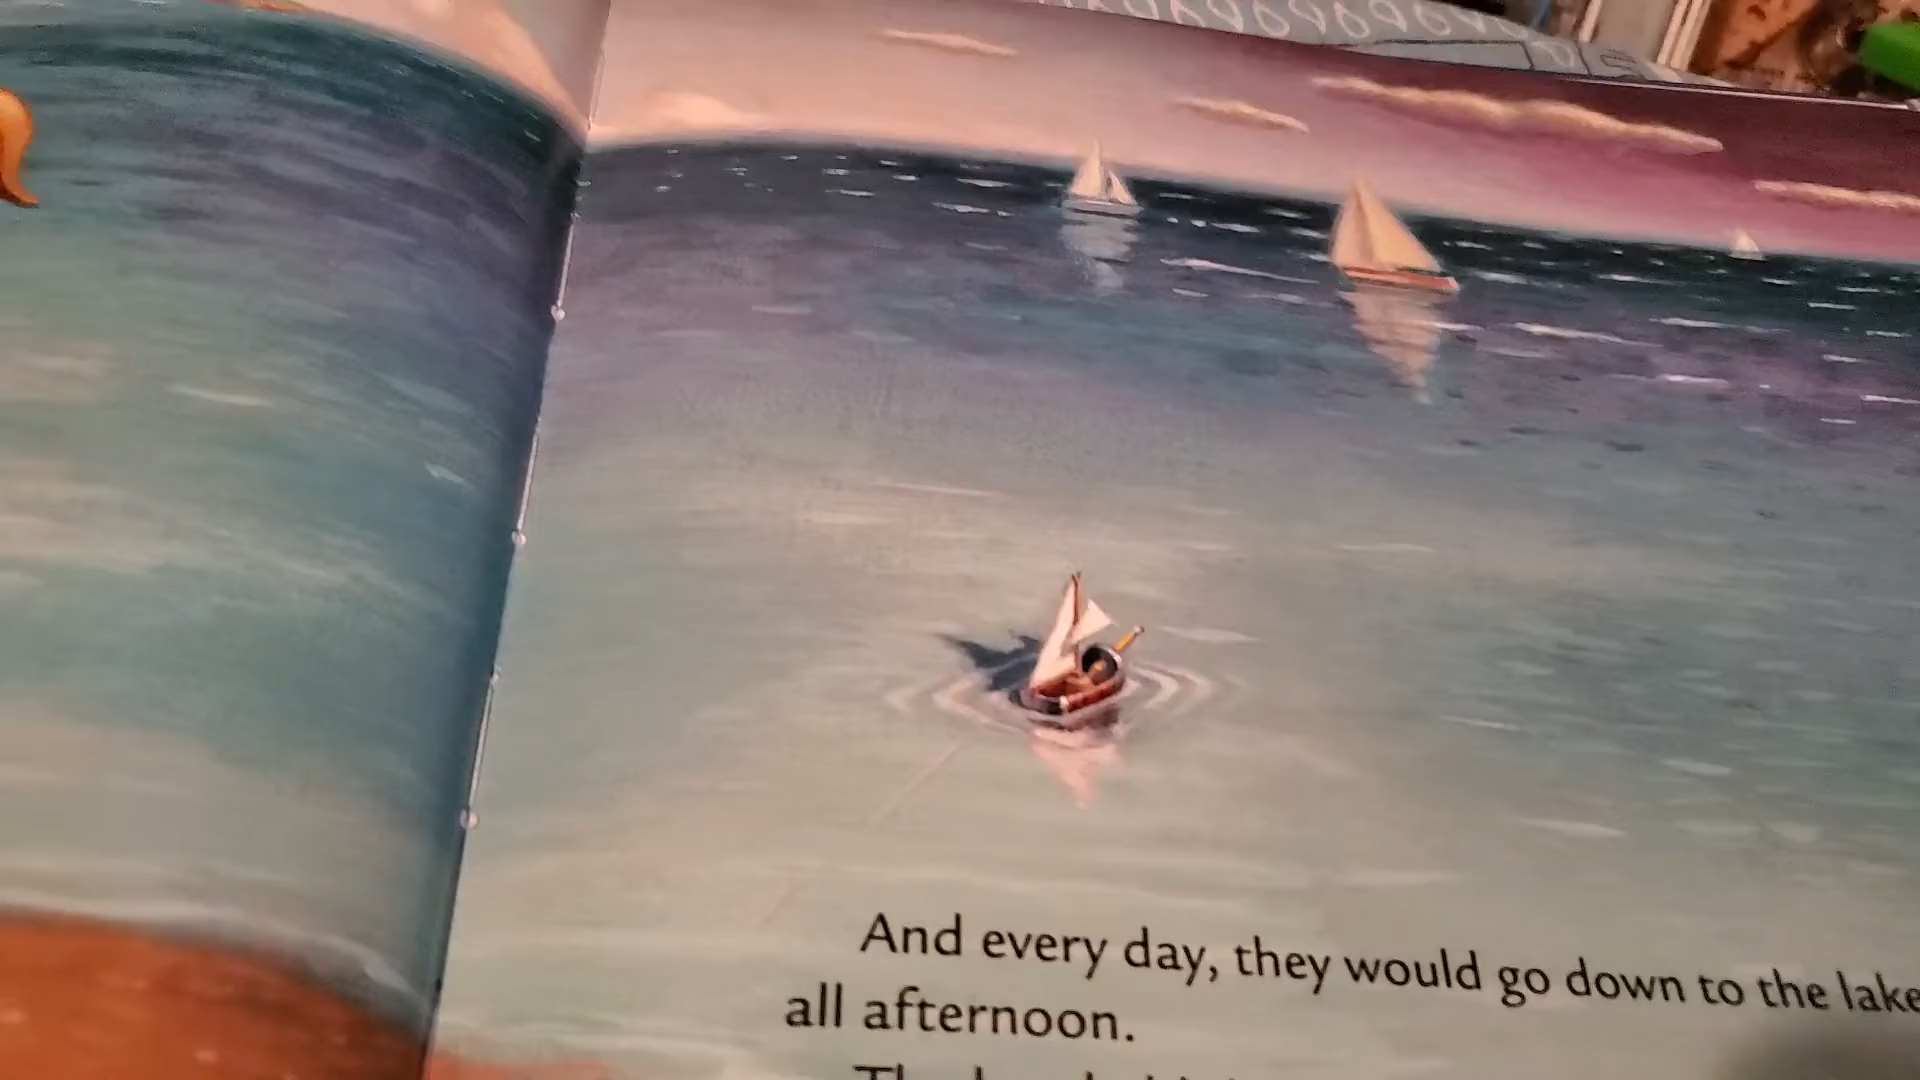 And every day, they would go down to the lake
all afternoon.